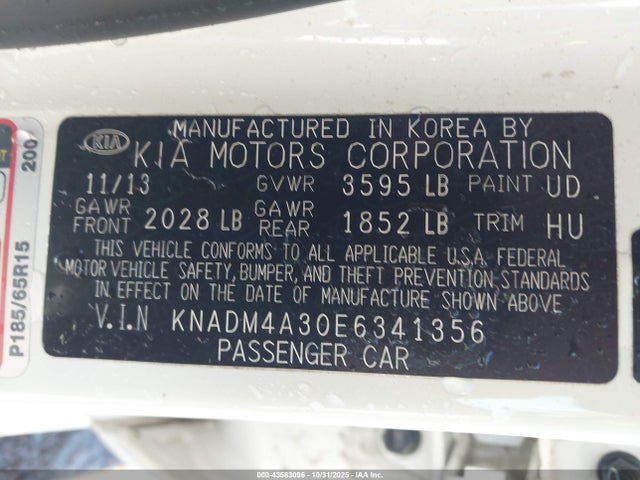 MANUFACTURED IN KOREA BY
KIA KIA MOTORS CORPORATION
11/13 GVWR 3595 LB PAINT UD
GAWR FRONT 2028 LB GAWR REAR 1852 LB TRIM HU
THIS VEHICLE CONFORMS TO ALL APPLICABLE U.S.A. FEDERAL
MOTOR VEHICLE SAFETY, BUMPER, AND THEFT PREVENTION STANDARDS
IN EFFECT ON THE DATE OF MANUFACTURE SHOWN ABOVE
V.I.N KNADM4A30E6341356
PASSENGER CAR
P185/65R15
200
000-43583096 - 10/31/2025 - IAAI.COM